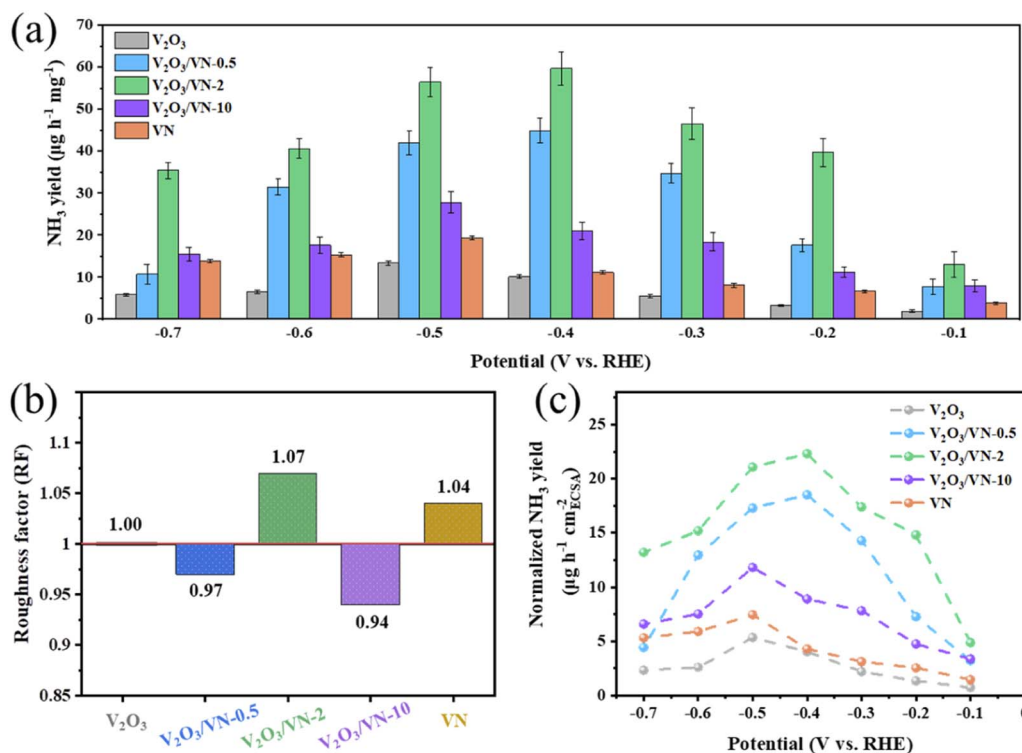 (a)
V₂O₃
V₂O₃/VN-0.5
V₂O₃/VN-2
V₂O₃/VN-10
VN
NH₃ yield (μg h⁻¹ mg⁻¹)
70
60
50
40
30
20
10
0
-0.7 -0.6 -0.5 -0.4 -0.3 -0.2 -0.1
Potential (V vs. RHE)
(b)
Roughness factor (RF)
1.1
1.05
1
0.95
0.9
0.85
1.00
0.97
1.07
0.94
1.04
V₂O₃ V₂O₃/VN-0.5 V₂O₃/VN-2 V₂O₃/VN-10 VN
(c)
Normalized NH₃ yield
(μg h⁻¹ cm⁻²ECSA)
25
20
15
10
5
0
V₂O₃
V₂O₃/VN-0.5
V₂O₃/VN-2
V₂O₃/VN-10
VN
-0.7 -0.6 -0.5 -0.4 -0.3 -0.2 -0.1
Potential (V vs. RHE)